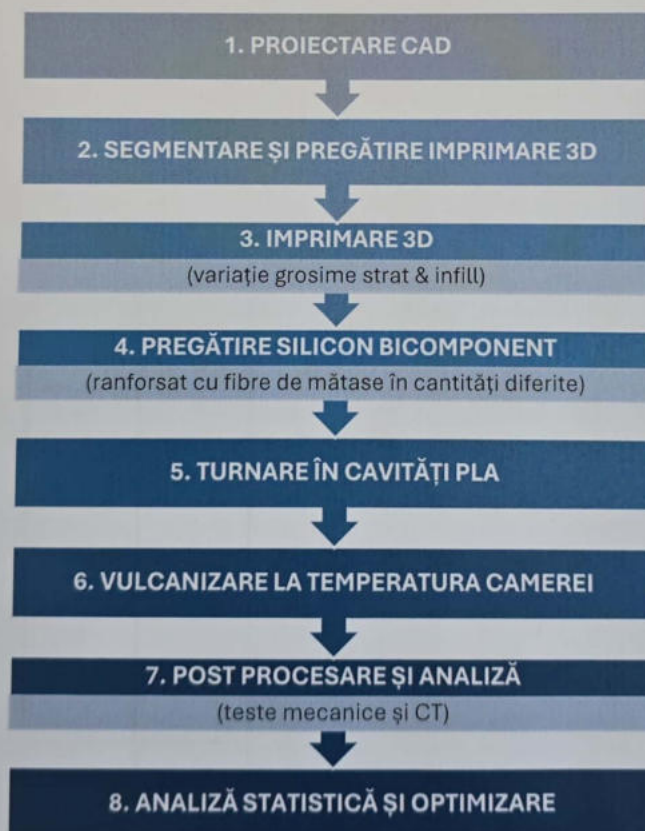 1. PROIECTARE CAD
2. SEGMENTARE ȘI PREGĂTIRE IMPRIMARE 3D
3. IMPRIMARE 3D
(variație grosime strat & infill)
4. PREGĂTIRE SILICON BICOMPONENT
(ranforsat cu fibre de mătase în cantități diferite)
5. TURNARE ÎN CAVITĂȚI PLA
6. VULCANIZARE LA TEMPERATURA CAMEREI
7. POST PROCESARE ȘI ANALIZĂ
(teste mecanice și CT)
8. ANALIZĂ STATISTICĂ ȘI OPTIMIZARE